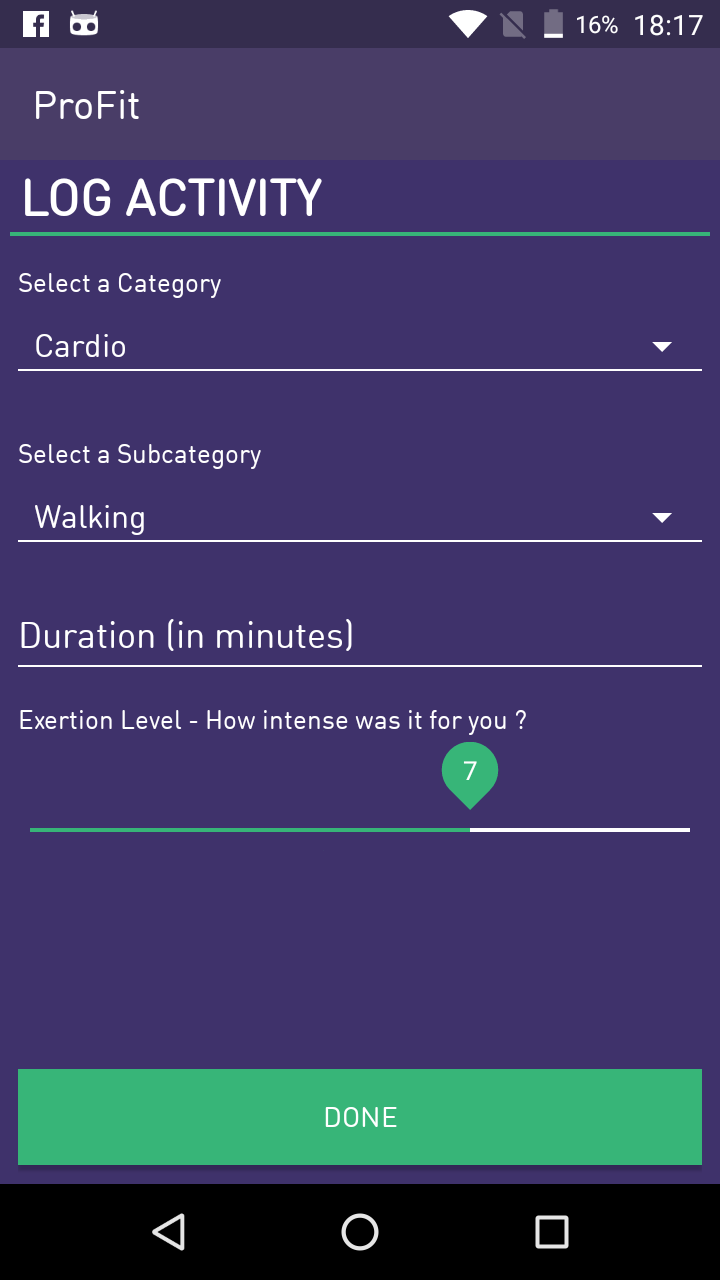 16% 18:17
ProFit
LOG ACTIVITY
Select a Category
Cardio
Select a Subcategory
Walking
Duration (in minutes)
Exertion Level - How intense was it for you ?
7
DONE